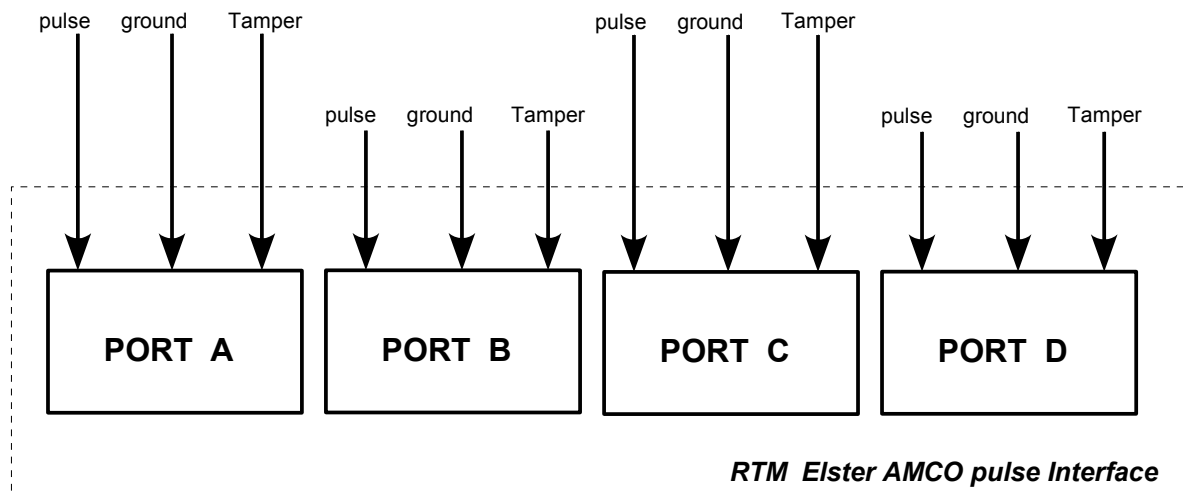 pulse ground Tamper
pulse ground Tamper
pulse ground Tamper
pulse ground Tamper
PORT A
PORT B
PORT C
PORT D
RTM Elster AMCO pulse Interface